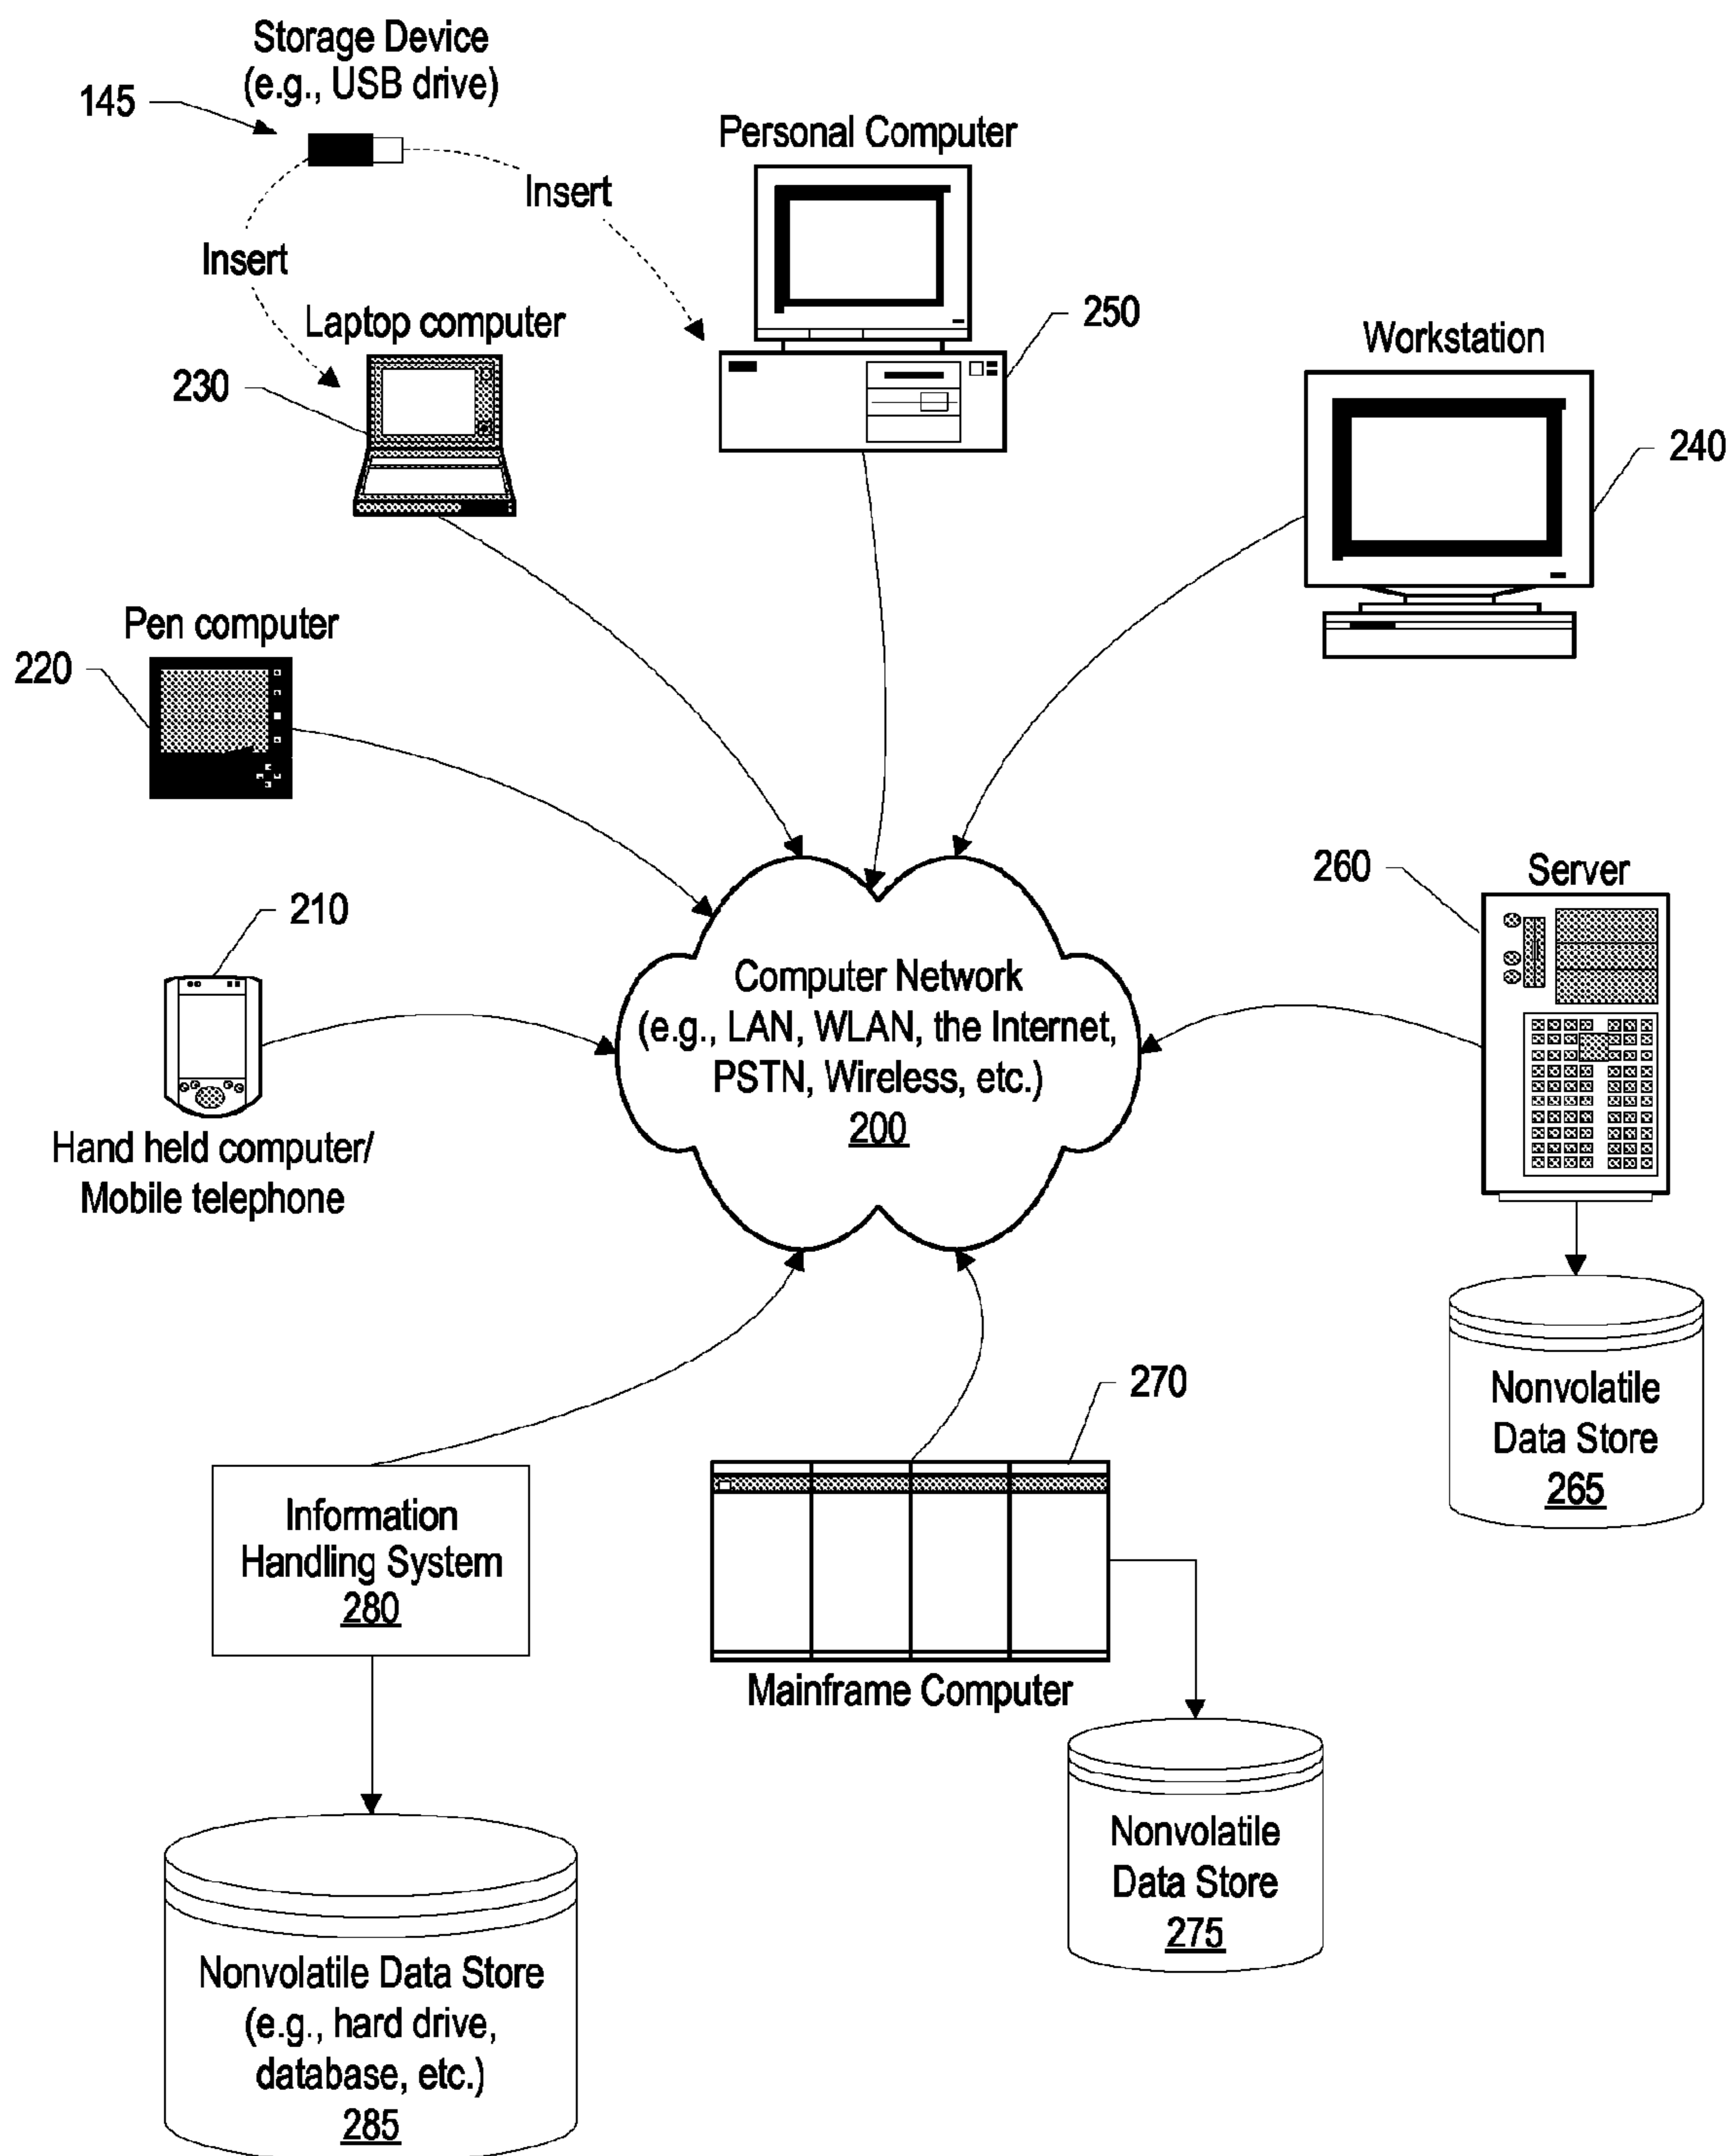 Storage Device
(e.g., USB drive)
145
Insert
Insert
Personal Computer
250
Laptop computer
230
Workstation
240
Pen computer
220
210
Hand held computer/
Mobile telephone
Computer Network
(e.g., LAN, WLAN, the Internet,
PSTN, Wireless, etc.)
200
260
Server
Nonvolatile
Data Store
265
270
Mainframe Computer
Nonvolatile
Data Store
275
Information
Handling System
280
Nonvolatile Data Store
(e.g., hard drive,
database, etc.)
285